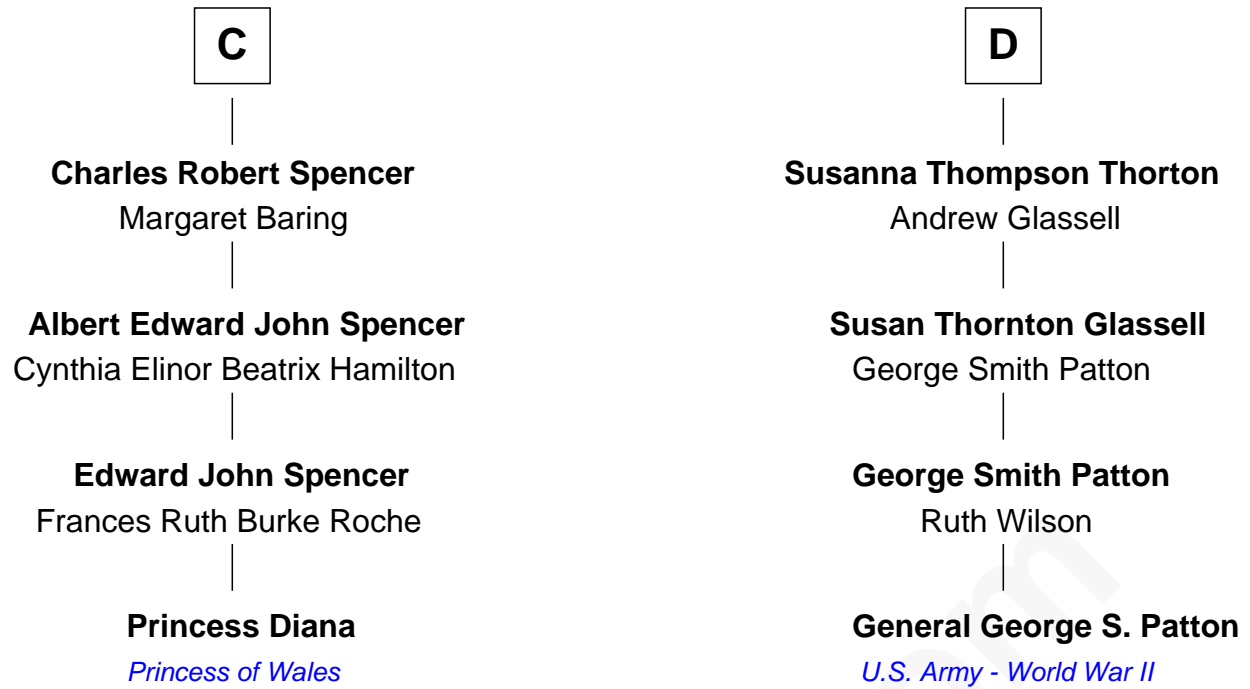 C
Charles Robert Spencer
Margaret Baring
Albert Edward John Spencer
Cynthia Elinor Beatrix Hamilton
Edward John Spencer
Frances Ruth Burke Roche
Princess Diana
Princess of Wales
D
Susanna Thompson Thorton
Andrew Glassell
Susan Thornton Glassell
George Smith Patton
George Smith Patton
Ruth Wilson
General George S. Patton
U.S. Army - World War II